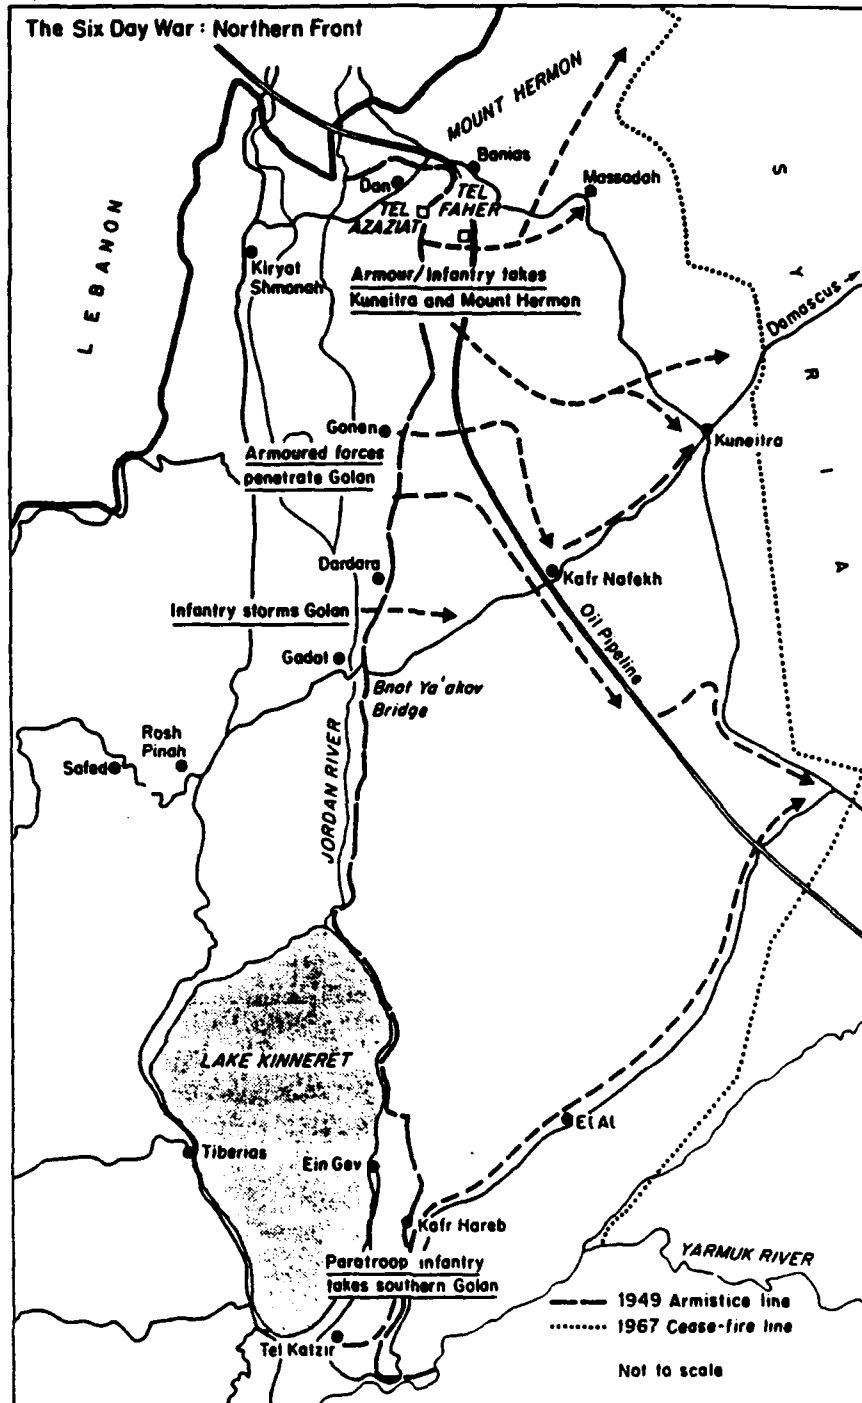 The Six Day War : Northern Front
MOUNT HERMON
Banias
Dan
TEL
FAHER
TEL
AZAZIAT
Massadah
SYRIA
LEBANON
Kiryat
Shmonah
Armour/Infantry takes
Kuneitra and Mount Hermon
Damascus →
Gonen
Kuneitra
Armoured forces
penetrate Golan
Dardara
Kafr Nafekh
Infantry storms Golan
Oil Pipeline
Gadot
Bnot Ya'akov
Bridge
Rosh
Pinah
Safed
JORDAN RIVER
LAKE KINNERET
El Al
Tiberias
Ein Gev
Kafr Hareb
YARMUK RIVER
Paratroop infantry
takes southern Golan
1949 Armistice line
1967 Cease-fire line
Tel Katzir
Not to scale